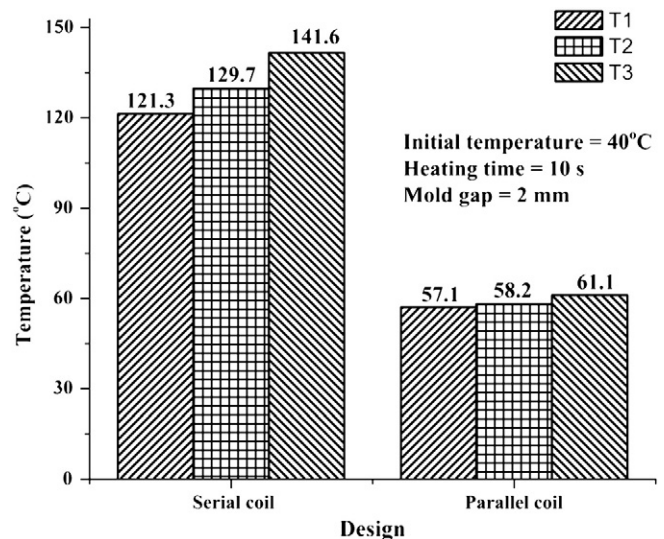 T1
T2
T3
150
120
90
60
30
0
Temperature (°C)
121.3
129.7
141.6
57.1
58.2
61.1
Initial temperature = 40°C
Heating time = 10 s
Mold gap = 2 mm
Serial coil
Parallel coil
Design